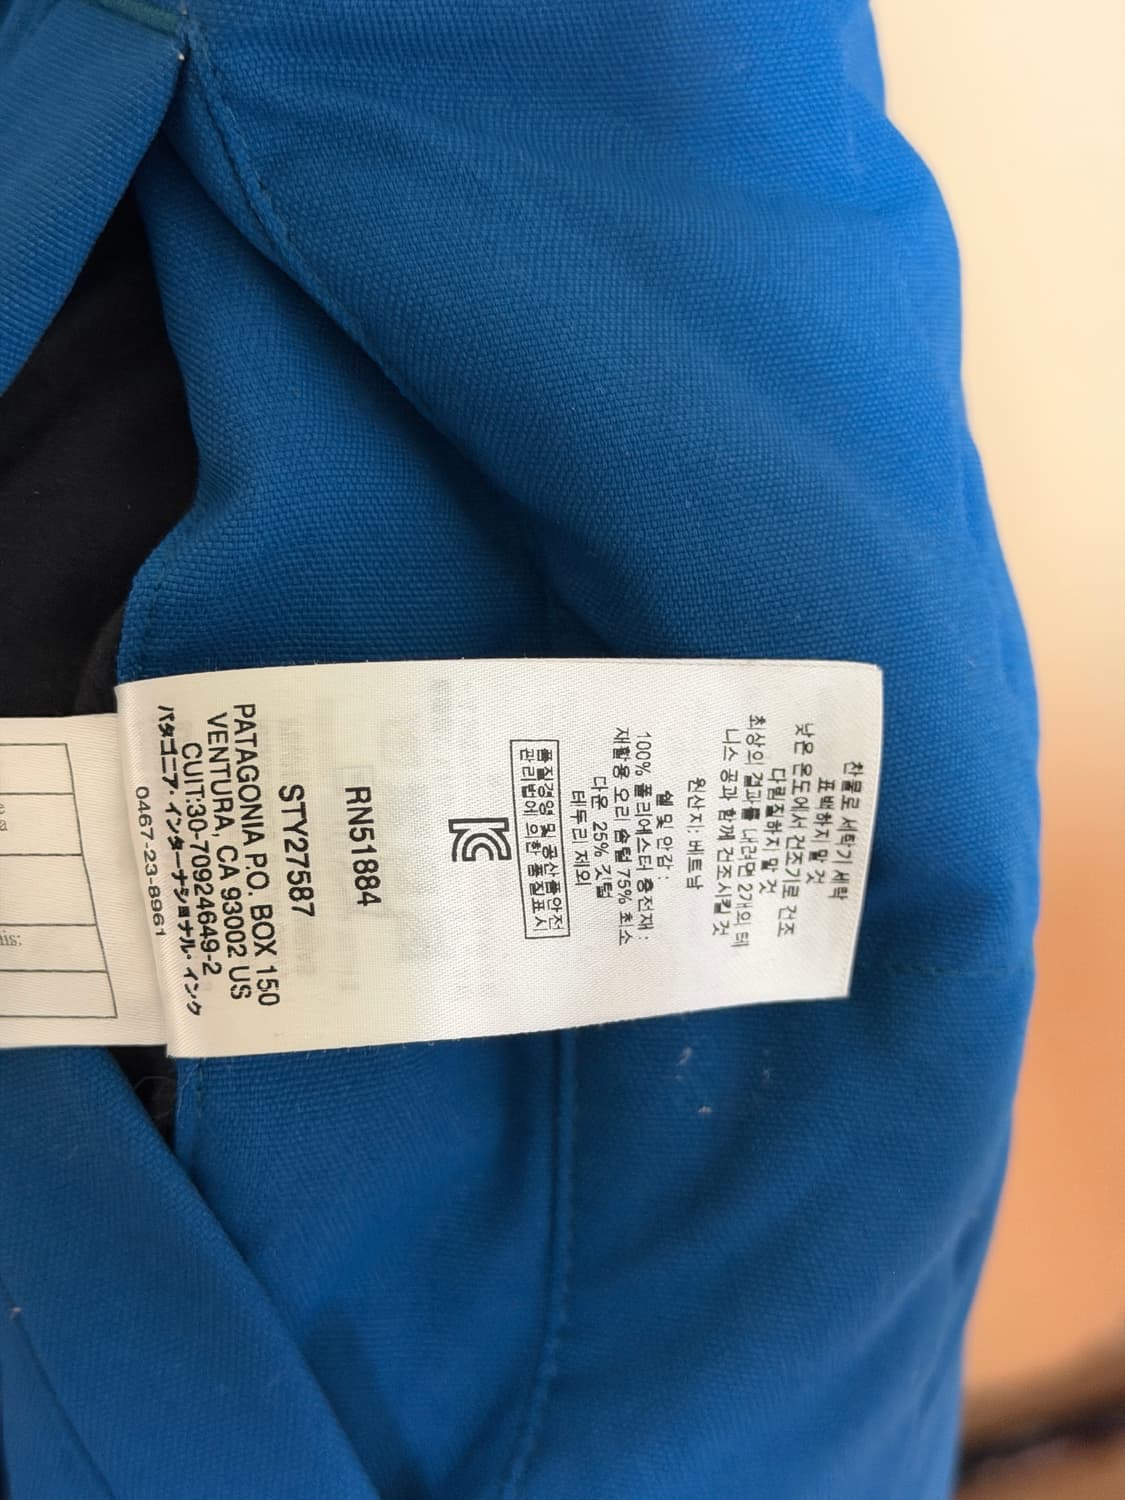 찬물로 세탁기 세탁
표백하지 말 것
낮은 온도에서 건조기로 건조
다림질하지 말 것
최상의 결과를 내려면 2개의 테
니스 공과 함께 건조시킬 것
원산지: 베트남
쉘 및 안감 :
100% 폴리에스터 충전재 :
재활용 오리 솜털 75% 최소
다운 25% 깃털
테두리 제외
품질경영 및 공산품안전
관리법에 의한 품질표시
RN51884
STY27587
PATAGONIA P.O. BOX 150
VENTURA, CA 93002 US
CUIT:30-70924649-2
パタゴニア・インターナショナル・インク
0467-23-8961
his: